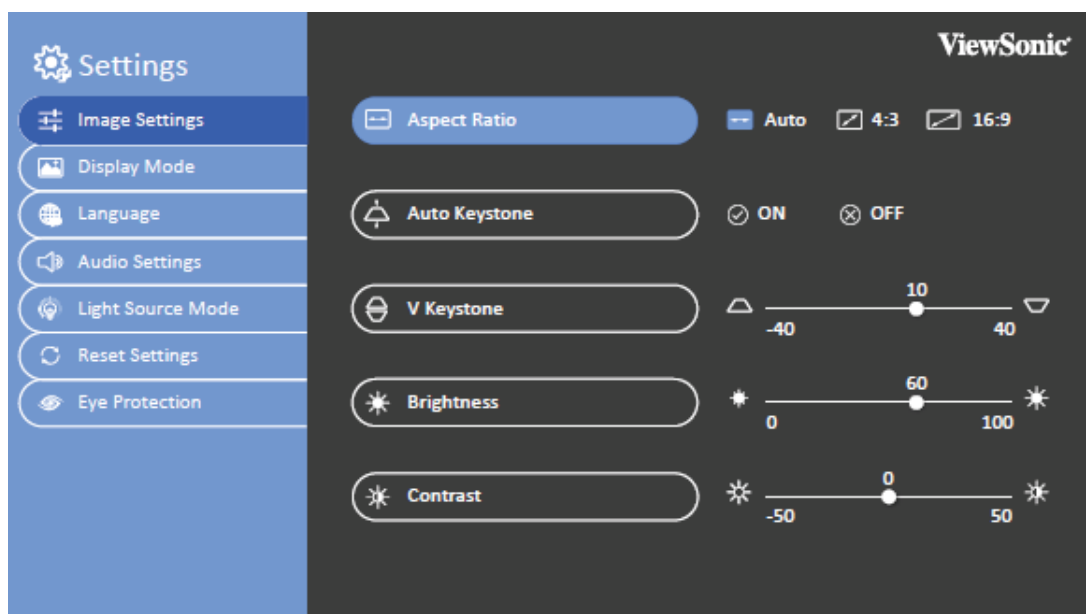 ViewSonic
Settings
Image Settings
Display Mode
Language
Audio Settings
Light Source Mode
Reset Settings
Eye Protection
Aspect Ratio Auto 4:3 16:9
Auto Keystone ON OFF
V Keystone 10
-40 40
Brightness 60
0 100
Contrast 0
-50 50